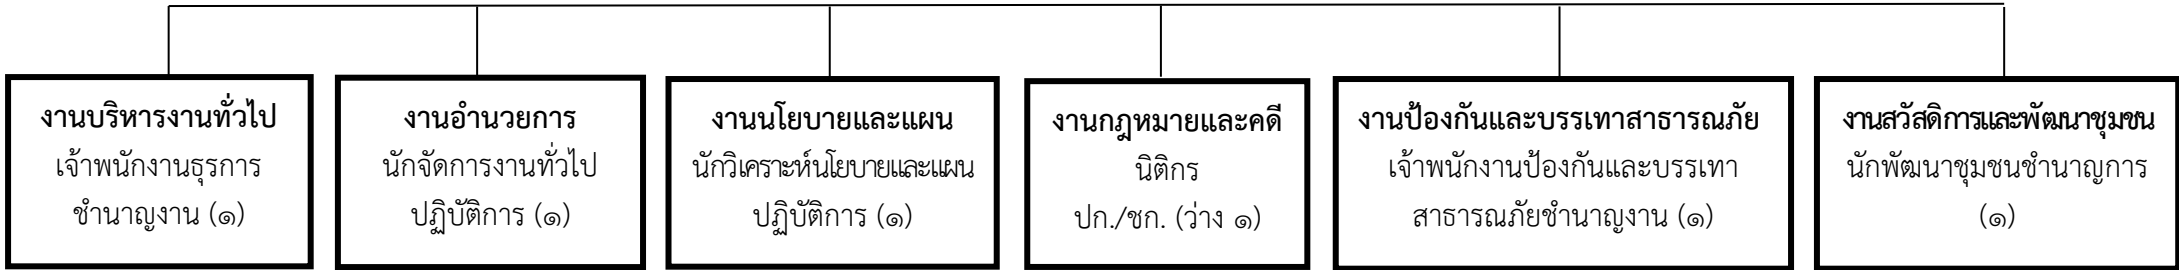 งานบริหารงานทั่วไป
เจ้าพนักงานธุรการ
ชำนาญงาน (๑)
งานอำนวยการ
นักจัดการงานทั่วไป
ปฏิบัติการ (๑)
งานนโยบายและแผน
นักวิเคราะห์นโยบายและแผน
ปฏิบัติการ (๑)
งานกฎหมายและคดี
นิติกร
ปก./ชก. (ว่าง ๑)
งานป้องกันและบรรเทาสาธารณภัย
เจ้าพนักงานป้องกันและบรรเทา
สาธารณภัยชำนาญงาน (๑)
งานสวัสดิการและพัฒนาชุมชน
นักพัฒนาชุมชนชำนาญการ
(๑)